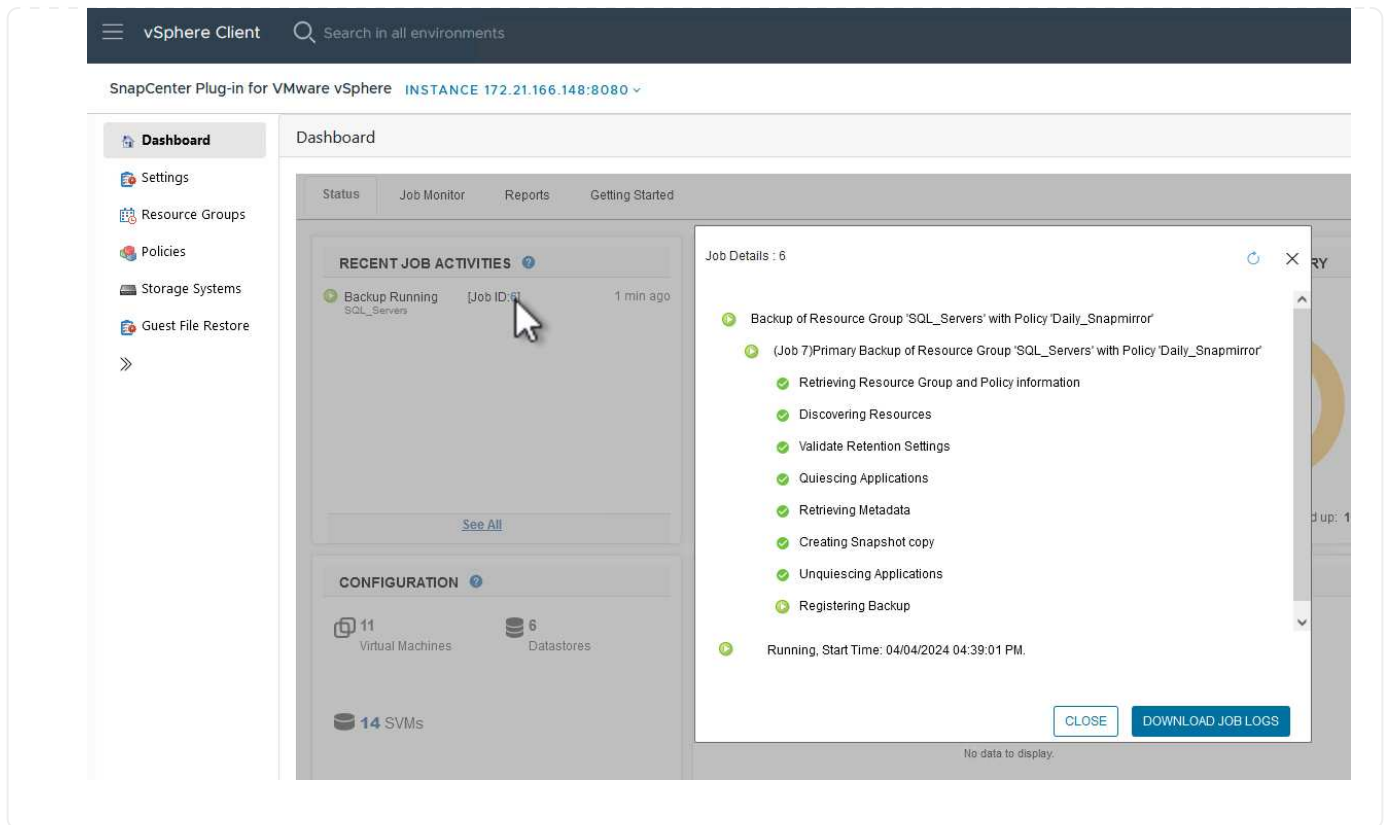 vSphere Client
Search in all environments
SnapCenter Plug-in for VMware vSphere INSTANCE 172.21.166.148:8080
Dashboard
Settings
Resource Groups
Policies
Storage Systems
Guest File Restore
Dashboard
Status Job Monitor Reports Getting Started
RECENT JOB ACTIVITIES
Backup Running [Job ID:6] 1 min ago
SQL_Servers
See All
CONFIGURATION
11
Virtual Machines
6
Datastores
14 SVMs
Job Details : 6
Backup of Resource Group 'SQL_Servers' with Policy 'Daily_Snapmirror'
(Job 7)Primary Backup of Resource Group 'SQL_Servers' with Policy 'Daily_Snapmirror'
Retrieving Resource Group and Policy information
Discovering Resources
Validate Retention Settings
Quiescing Applications
Retrieving Metadata
Creating Snapshot copy
Unquiescing Applications
Registering Backup
Running, Start Time: 04/04/2024 04:39:01 PM.
CLOSE DOWNLOAD JOB LOGS
RY
d up: 1
No data to display.